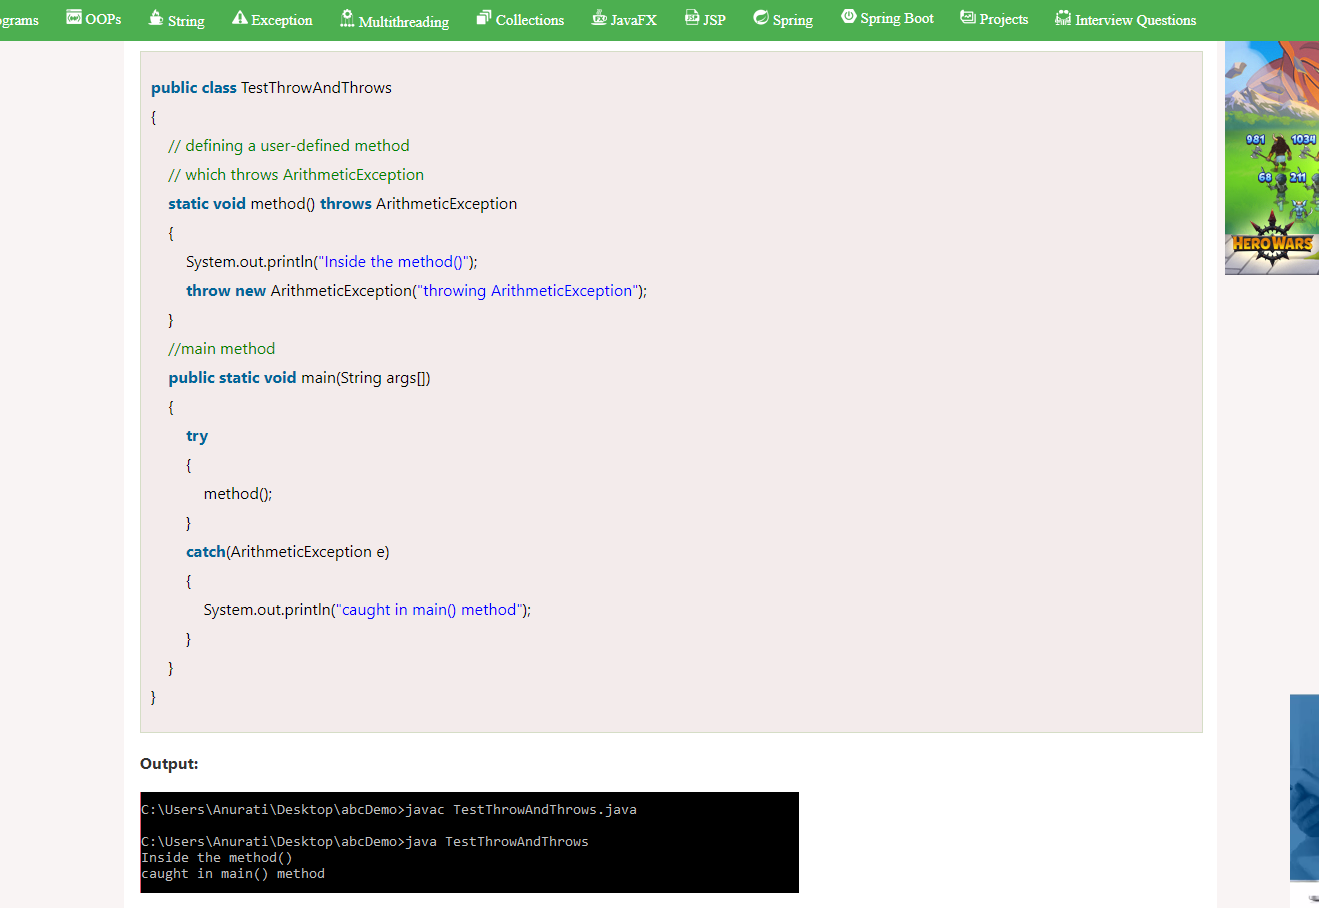 ograms OOPs String Exception Multithreading Collections JavaFX JSP Spring Spring Boot Projects Interview Questions
public class TestThrowAndThrows
{
// defining a user-defined method
// which throws ArithmeticException
static void method() throws ArithmeticException
{
System.out.println("Inside the method()");
throw new ArithmeticException("throwing ArithmeticException");
}
//main method
public static void main(String args[])
{
try
{
method();
}
catch(ArithmeticException e)
{
System.out.println("caught in main() method");
}
}
}
Output:
C:\Users\Anurati\Desktop\abcDemo>javac TestThrowAndThrows.java
C:\Users\Anurati\Desktop\abcDemo>java TestThrowAndThrows
Inside the method()
caught in main() method
981 1034
68 211
HERO WARS